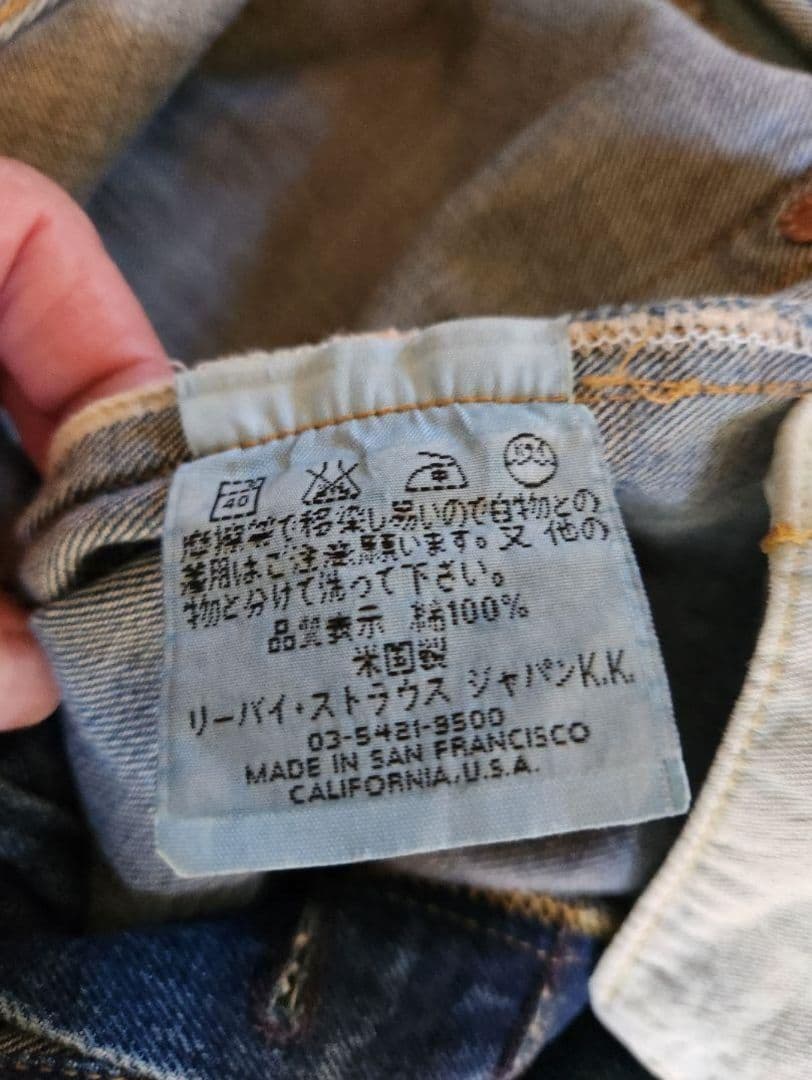 40
摩擦等で移染し易いので白物との
着用はご注意願います。又 他の
物と分けて洗って下さい。
品質表示 綿100%
米国製
リーバイ・ストラウス ジャパンK.K.
03-5421-9500
MADE IN SAN FRANCISCO
CALIFORNIA, U.S.A.